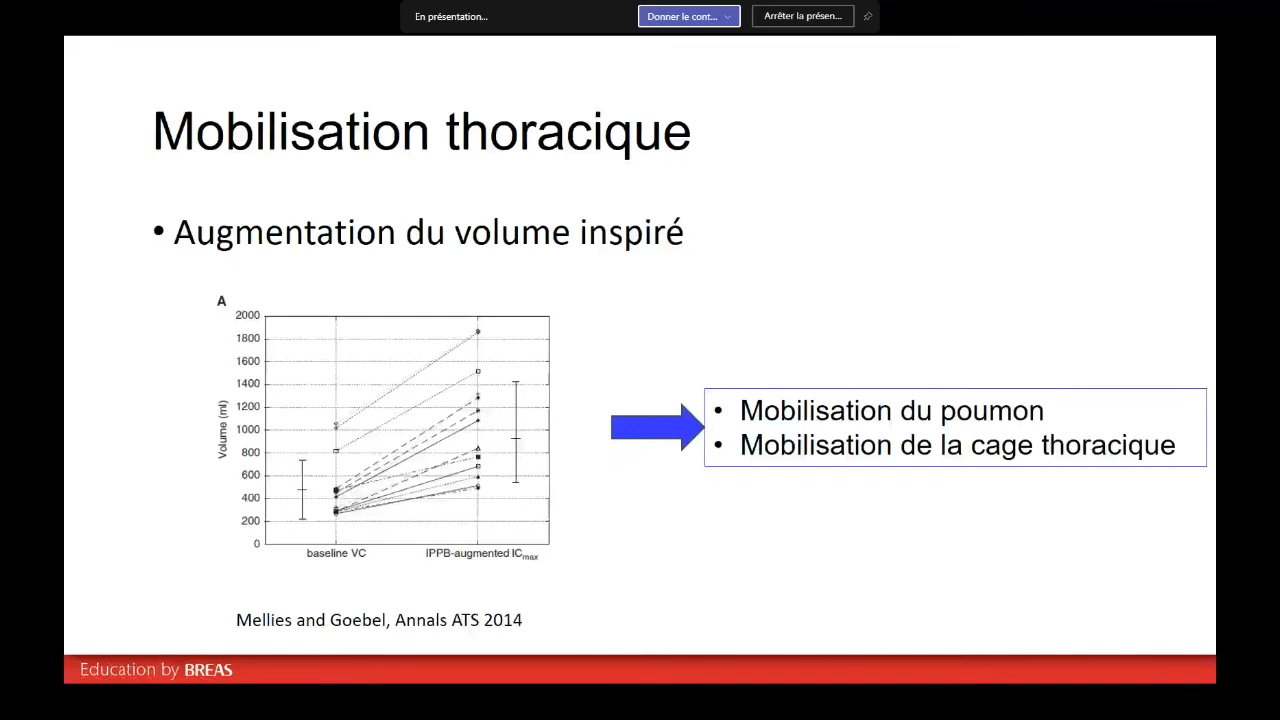 En présentation...
Donner le cont...
Arrêter la présen...
Mobilisation thoracique
• Augmentation du volume inspiré
A
2000
1800
1600
1400
1200
1000
800
600
400
200
0
Volume (ml)
baseline VC
IPPB-augmented ICmax
• Mobilisation du poumon
• Mobilisation de la cage thoracique
Mellies and Goebel, Annals ATS 2014
Education by BREAS